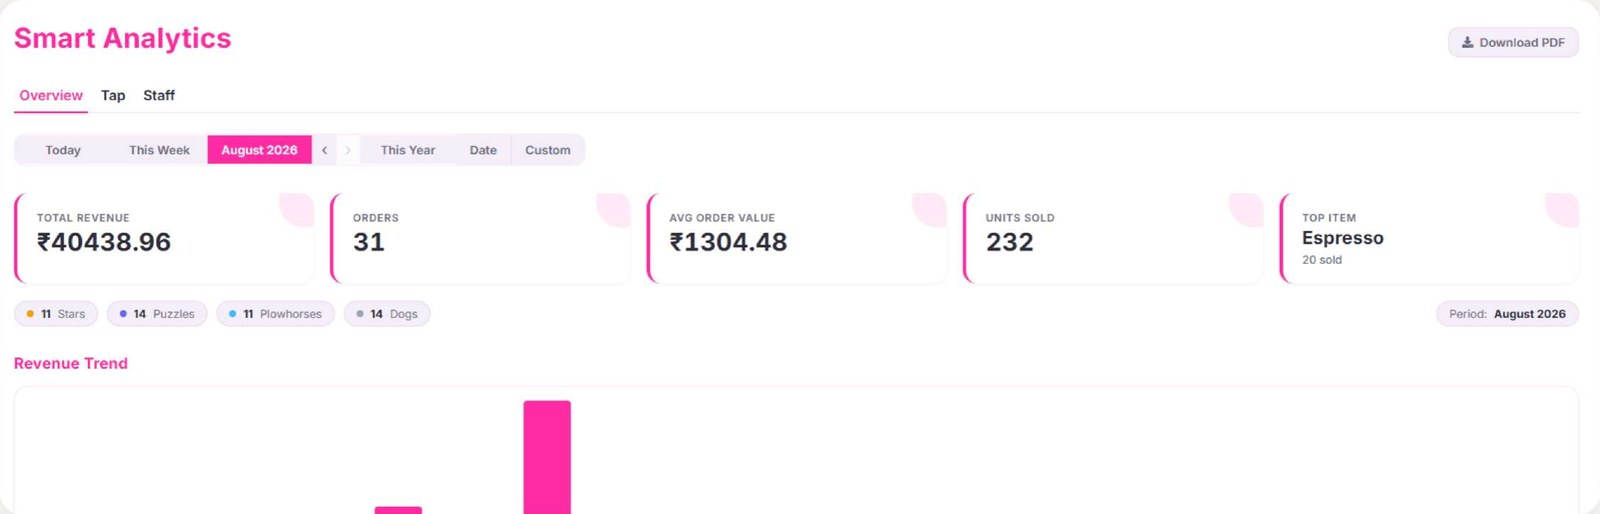 Smart Analytics
Download PDF
Overview Tap Staff
Today This Week August 2026 ‹ › This Year Date Custom
TOTAL REVENUE
₹40438.96
ORDERS
31
AVG ORDER VALUE
₹1304.48
UNITS SOLD
232
TOP ITEM
Espresso
20 sold
11 Stars 14 Puzzles 11 Plowhorses 14 Dogs
Period: August 2026
Revenue Trend